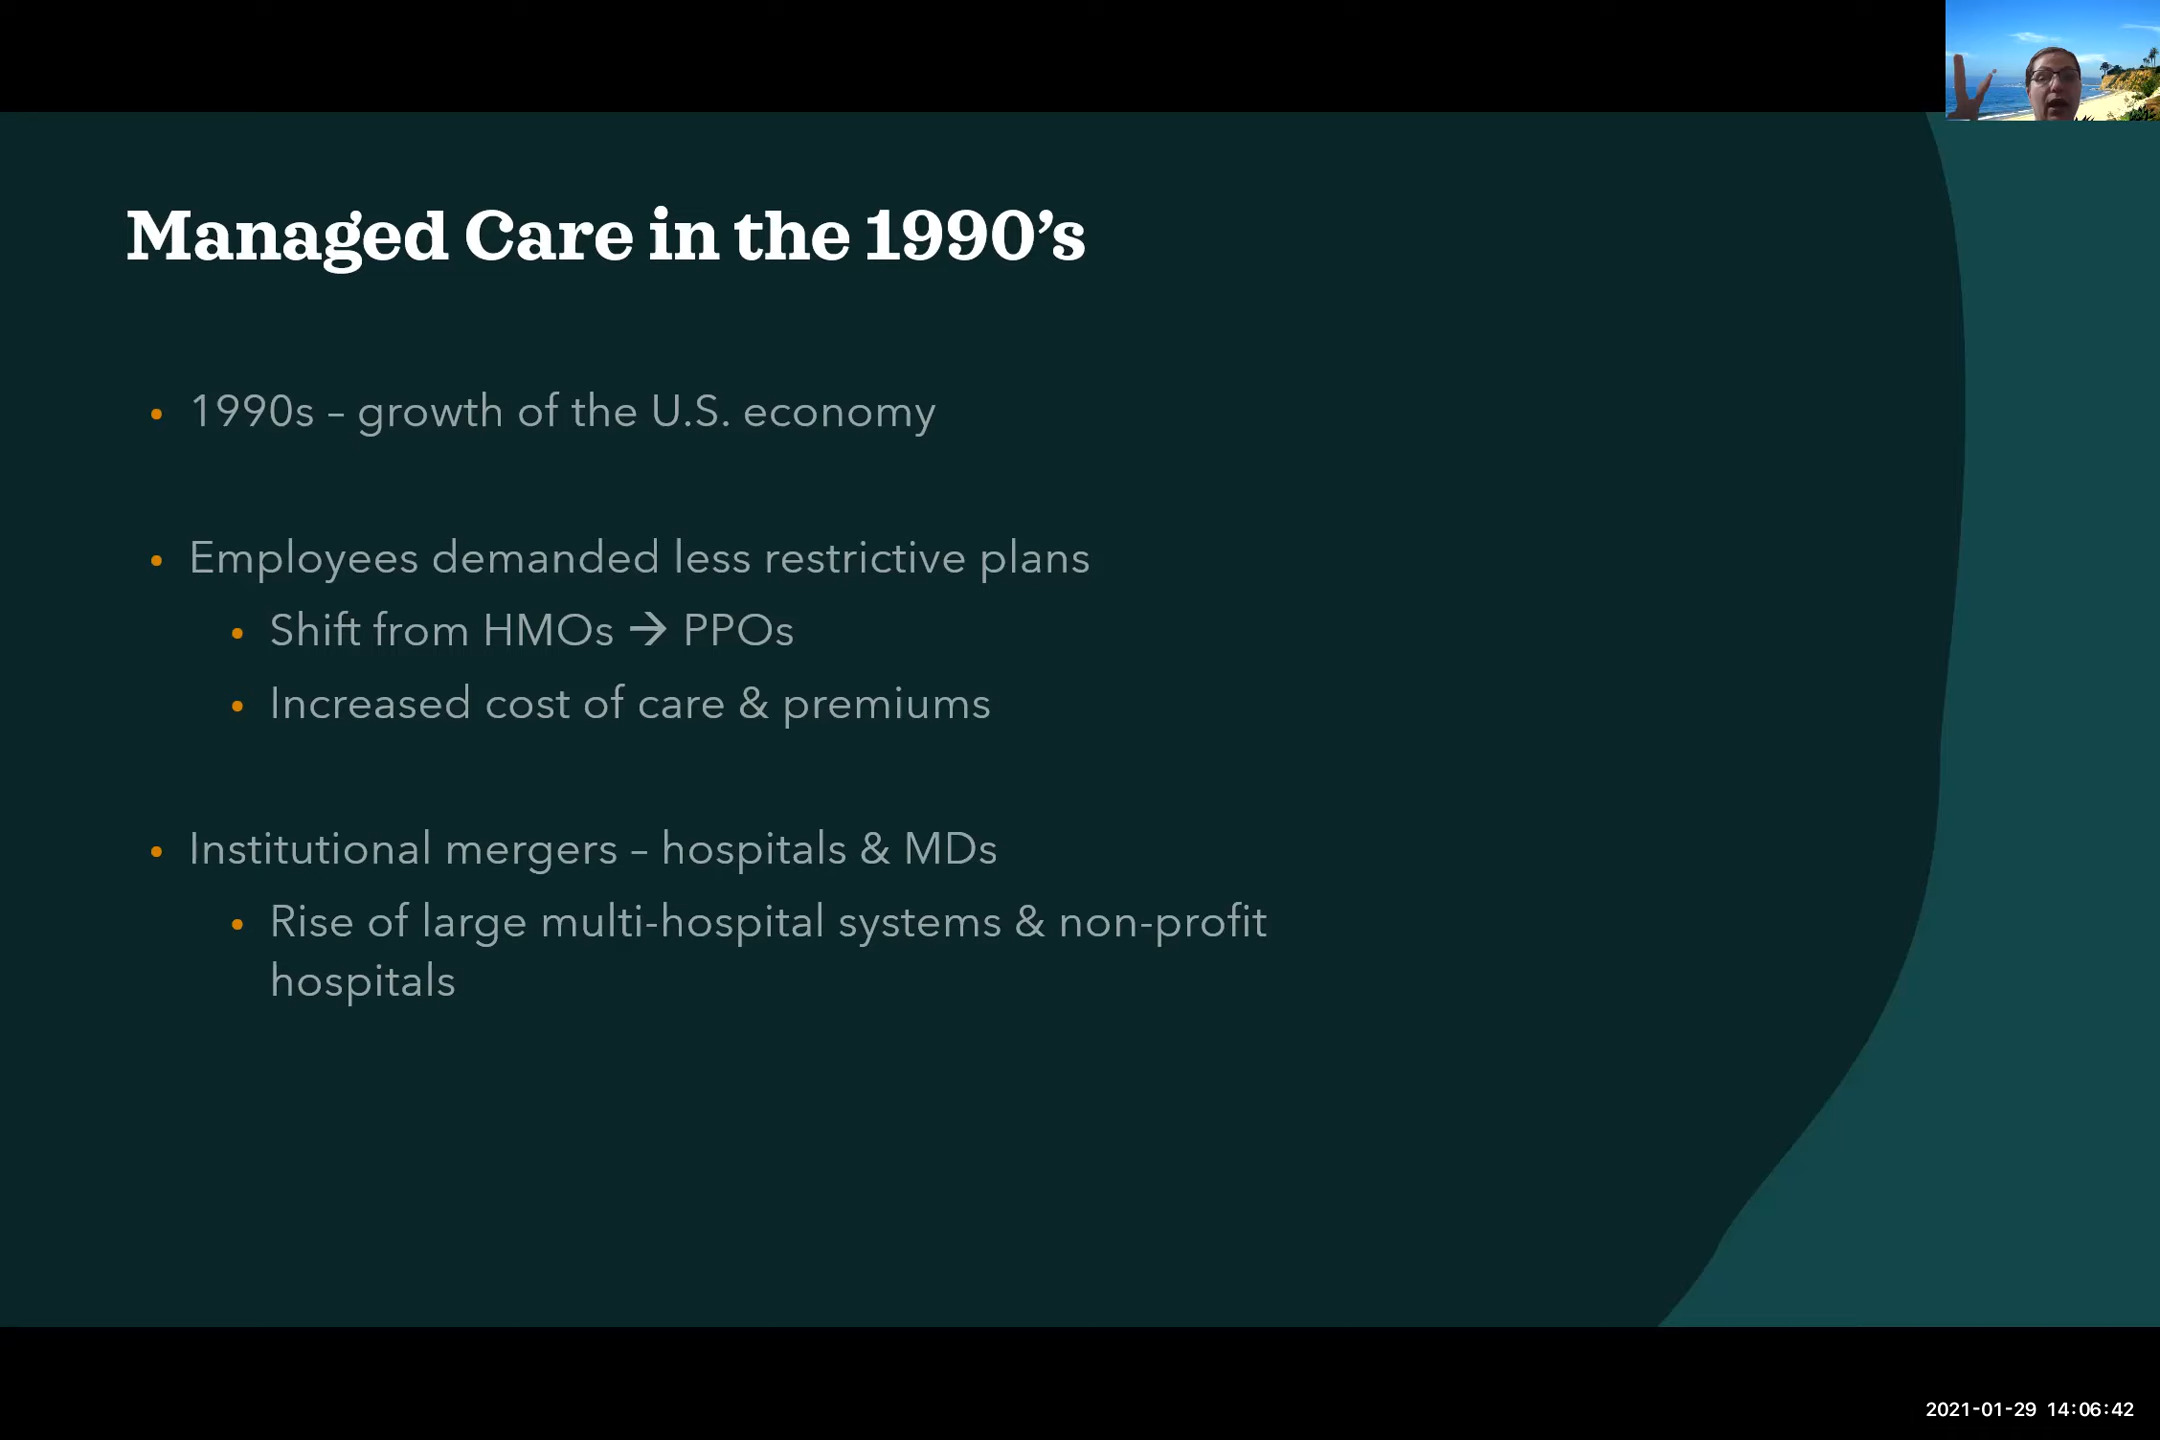 Managed Care in the 1990’s
• 1990s – growth of the U.S. economy
• Employees demanded less restrictive plans
• Shift from HMOs → PPOs
• Increased cost of care & premiums
• Institutional mergers – hospitals & MDs
• Rise of large multi-hospital systems & non-profit
hospitals
2021-01-29 14:06:42